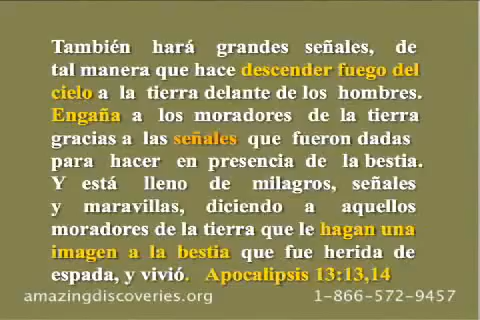 También hará grandes señales, de
tal manera que hace descender fuego del
cielo a la tierra delante de los hombres.
Engaña a los moradores de la tierra
gracias a las señales que fueron dadas
para hacer en presencia de la bestia.
Y está lleno de milagros, señales
y maravillas, diciendo a aquellos
moradores de la tierra que le hagan una
imagen a la bestia que fue herida de
espada, y vivió. Apocalipsis 13:13,14
amazingdiscoveries.org 1-866-572-9457